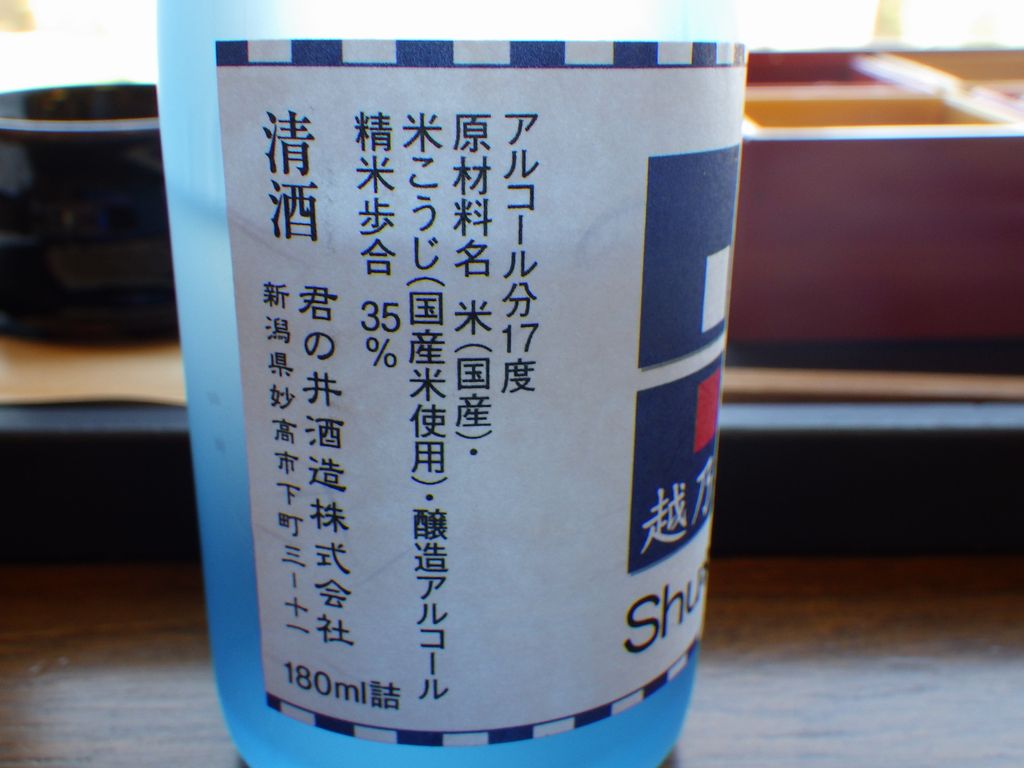 アルコール分17度
原材料名 米(国産)・
米こうじ(国産米使用)・醸造アルコール
精米歩合 35%
清酒
君の井酒造株式会社
新潟県妙高市下町三ー十一
180ml詰
越乃
Shu